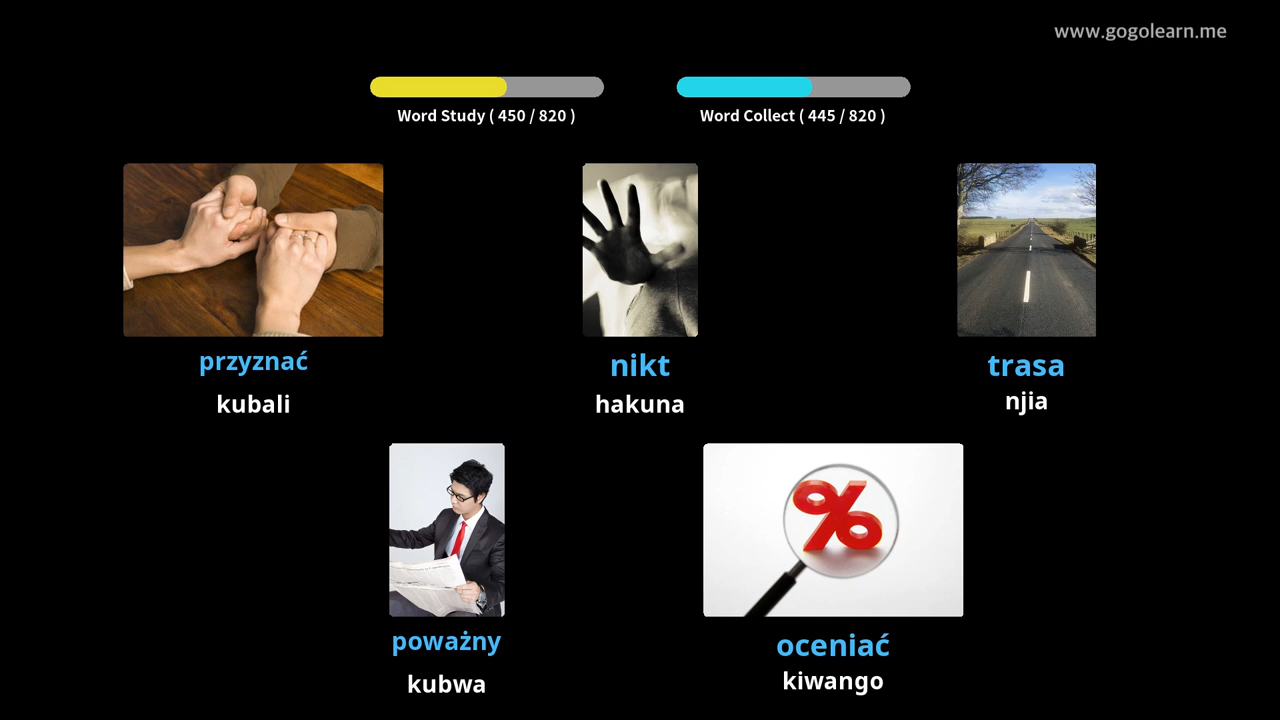 www.gogolearn.me
Word Study ( 450 / 820 )
Word Collect ( 445 / 820 )
przyznać
kubali
nikt
hakuna
trasa
njia
poważny
kubwa
oceniać
kiwango
%